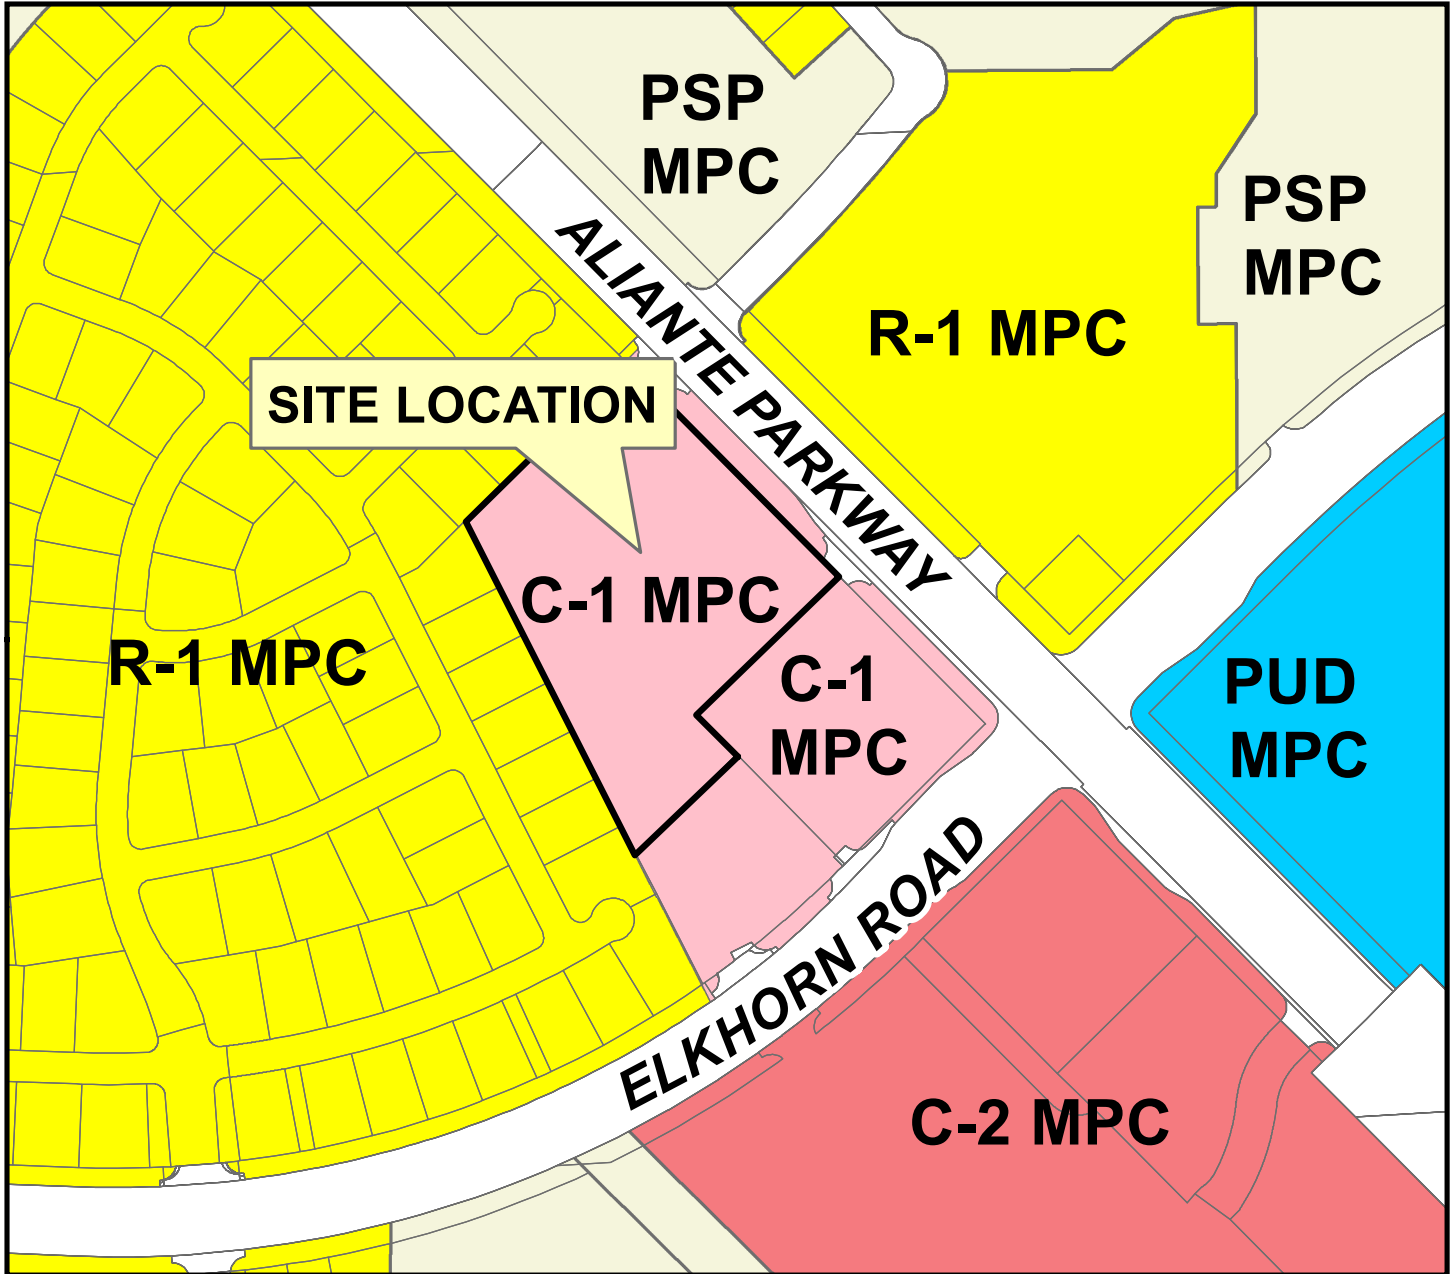 PSP
MPC
PSP
MPC
ALIANTE PARKWAY
R-1 MPC
SITE LOCATION
C-1 MPC
R-1 MPC
C-1
MPC
PUD
MPC
ELKHORN ROAD
C-2 MPC